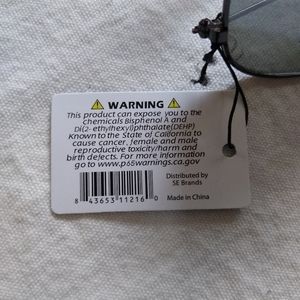 WARNING
This product can expose you to the
chemicals Bisphenol A and
Di(2- ethylhexyl)phthalate(DEHP)
Known to the State of California to
cause cancer, female and male
reproductive toxicity/harm and
birth defects. For more information
go to www.p65warnings.ca.gov
Distributed by
SE Brands
Made in China
8 43653 11216 0